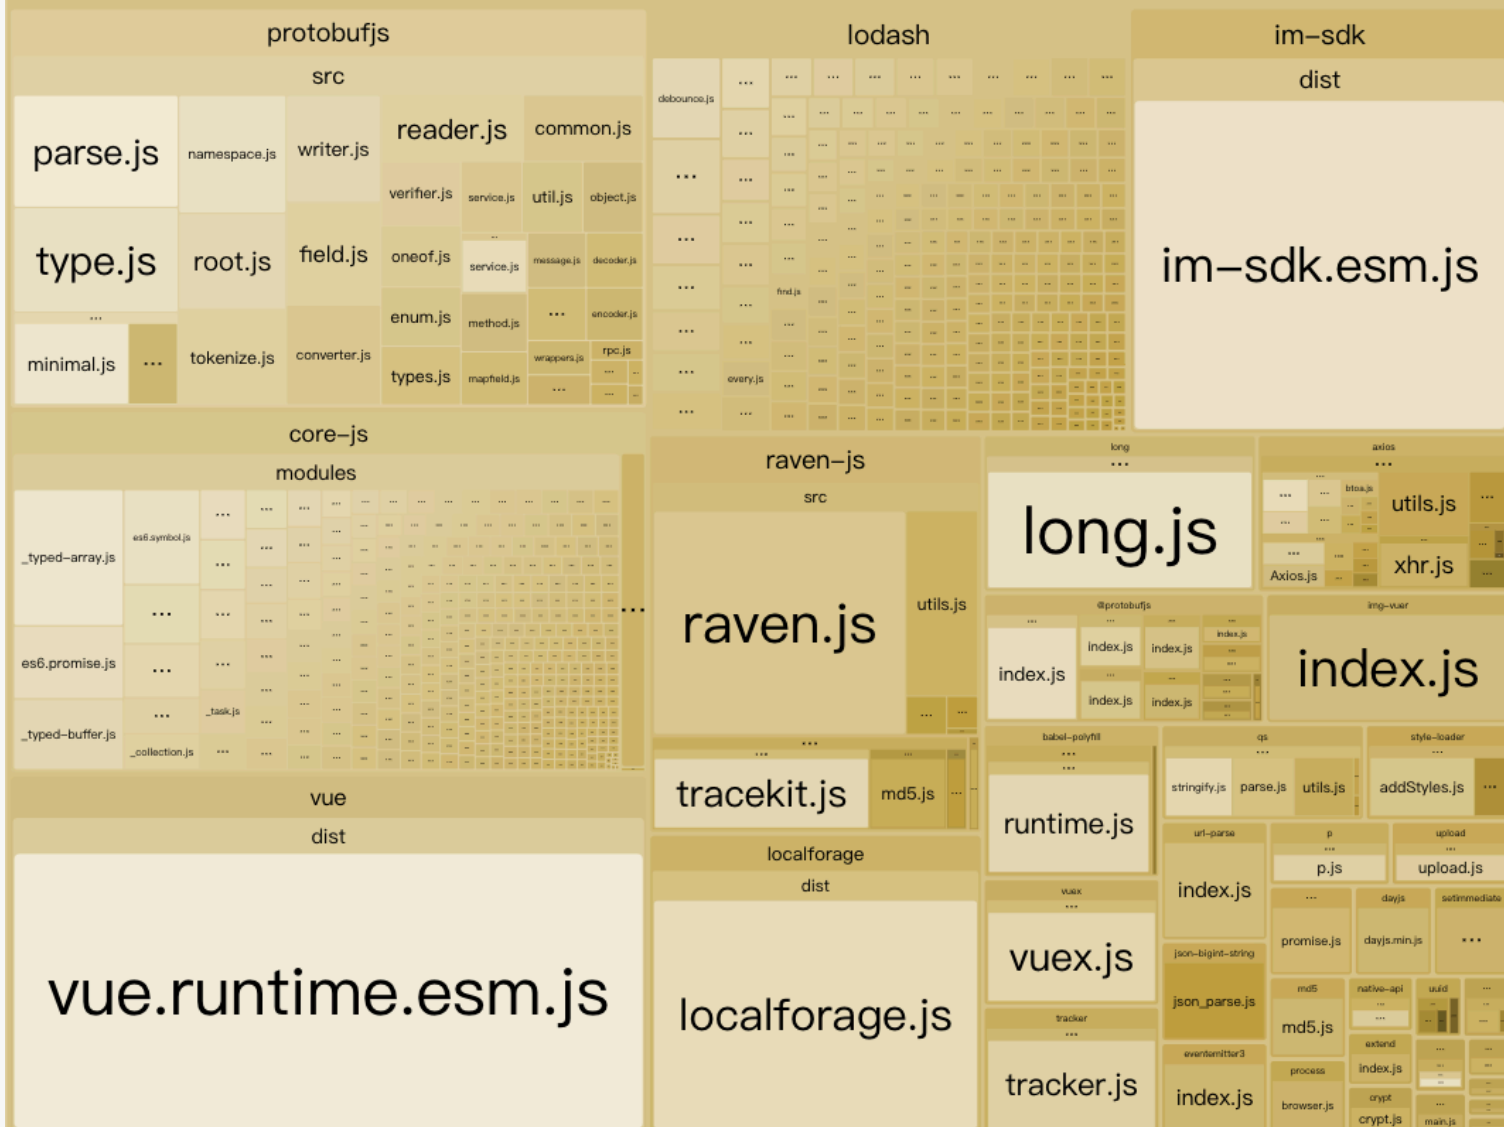 protobufjs
src
parse.js
namespace.js
writer.js
reader.js
common.js
verifier.js
service.js
util.js
object.js
type.js
root.js
field.js
oneof.js
...
service.js
message.js
decoder.js
enum.js
method.js
...
encoder.js
...
minimal.js
...
tokenize.js
converter.js
types.js
mapfield.js
wrappers.js
rpc.js
...
lodash
debounce.js
...
find.js
every.js
im-sdk
dist
im-sdk.esm.js
core-js
modules
_typed-array.js
es6.symbol.js
...
es6.promise.js
...
_typed-buffer.js
...
_task.js
_collection.js
...
vue
dist
vue.runtime.esm.js
raven-js
src
raven.js
utils.js
...
tracekit.js
md5.js
...
localforage
dist
localforage.js
long
...
long.js
axios
...
btoa.js
utils.js
...
Axios.js
xhr.js
@protobufjs
...
index.js
index.js
index.js
index.js
index.js
index.js
img-vuer
index.js
babel-polyfill
...
runtime.js
qs
...
stringify.js
parse.js
utils.js
style-loader
...
addStyles.js
...
url-parse
index.js
p
...
p.js
upload
...
upload.js
vuex
...
vuex.js
...
promise.js
dayjs
dayjs.min.js
setimmediate
...
json-bigint-string
json_parse.js
md5
md5.js
native-api
...
uuid
...
tracker
...
tracker.js
eventemitter3
index.js
extend
index.js
process
browser.js
crypt
crypt.js
...
main.js